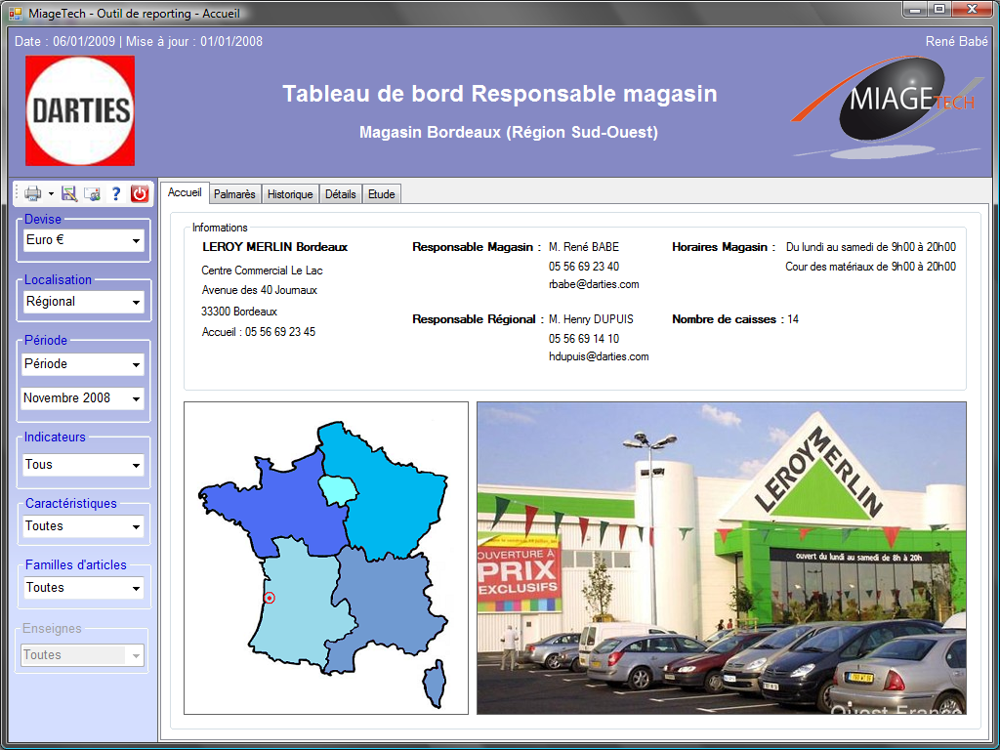 MiageTech - Outil de reporting - Accueil
Date : 06/01/2009 | Mise à jour : 01/01/2008
René Babé
DARTIES
Tableau de bord Responsable magasin
Magasin Bordeaux (Région Sud-Ouest)
MIAGETECH
Accueil
Palmarès
Historique
Détails
Etude
Devise
Euro €
Localisation
Régional
Période
Période
Novembre 2008
Indicateurs
Tous
Caractéristiques
Toutes
Familles d'articles
Toutes
Enseignes
Toutes
Informations
LEROY MERLIN Bordeaux
Centre Commercial Le Lac
Avenue des 40 Journaux
33300 Bordeaux
Accueil : 05 56 69 23 45
Responsable Magasin : M. René BABE
05 56 69 23 40
rbabe@darties.com
Responsable Régional : M. Henry DUPUIS
05 56 69 14 10
hdupuis@darties.com
Horaires Magasin : Du lundi au samedi de 9h00 à 20h00
Cour des matériaux de 9h00 à 20h00
Nombre de caisses : 14
LEROY MERLIN
OUVERTURE À
PRIX
EXCLUSIFS
ouvert du lundi au samedi de 8h à 20h
Ouest-France